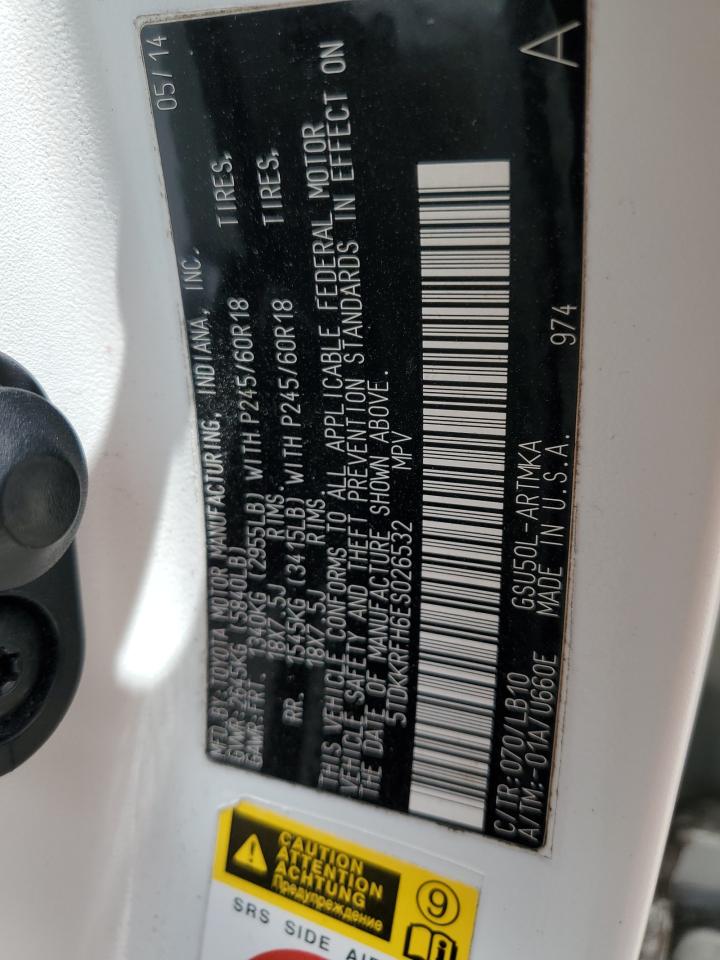 MFD.BY:TOYOTA MOTOR MANUFACTURING, INDIANA, INC. 05/14
GVWR: 2645KG (5840LB)
GAWR:FR. 1340KG (2955LB) WITH P245/60R18 TIRES,
18X7.5J RIMS
RR. 1545KG (3415LB) WITH P245/60R18 TIRES,
18X7.5J RIMS
THIS VEHICLE CONFORMS TO ALL APPLICABLE FEDERAL MOTOR
VEHICLE SAFETY AND THEFT PREVENTION STANDARDS IN EFFECT ON
THE DATE OF MANUFACTURE SHOWN ABOVE.
5TDKKRFH6ES026532 MPV
C/TR:070/LB10 GSU50L-ARTMKA A
A/TM:-01A/U660E MADE IN U.S.A. 974
CAUTION
ATTENTION
ACHTUNG
Предупреждение
9
SRS SIDE